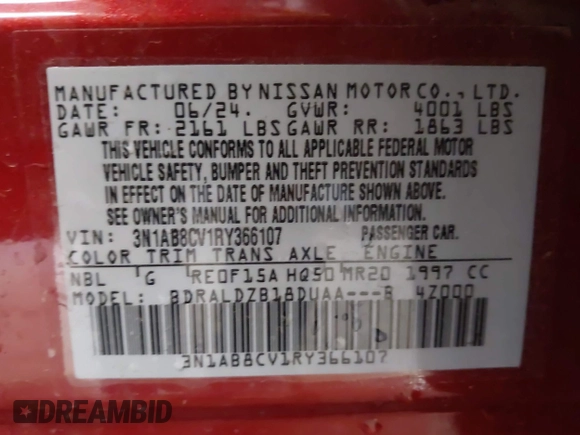 MANUFACTURED BY NISSAN MOTOR CO., LTD.
DATE: 06/24. GVWR: 4001 LBS
GAWR FR: 2161 LBS GAWR RR: 1863 LBS
THIS VEHICLE CONFORMS TO ALL APPLICABLE FEDERAL MOTOR
VEHICLE SAFETY, BUMPER AND THEFT PREVENTION STANDARDS
IN EFFECT ON THE DATE OF MANUFACTURE SHOWN ABOVE.
SEE OWNER'S MANUAL FOR ADDITIONAL INFORMATION.
VIN: 3N1AB8CV1RY366107 PASSENGER CAR.
COLOR TRIM TRANS AXLE ENGINE
NBL G RE0F15A HQ50 MR20 1997 CC
MODEL: BDRALDZB18DUAA---B 4Z000
3N1AB8CV1RY366107
DREAMBID